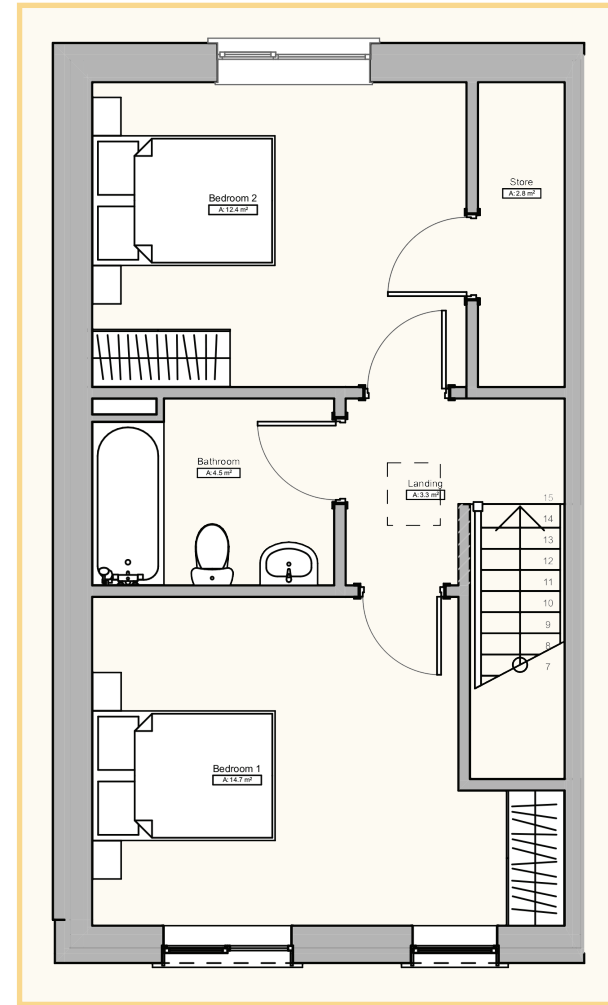 Store
A: 2.8 m²
Bedroom 2
A: 12.4 m²
Bathroom
A: 4.5 m²
Landing
A: 3.3 m²
15
14
13
12
11
10
9
8
7
Bedroom 1
A: 14.7 m²